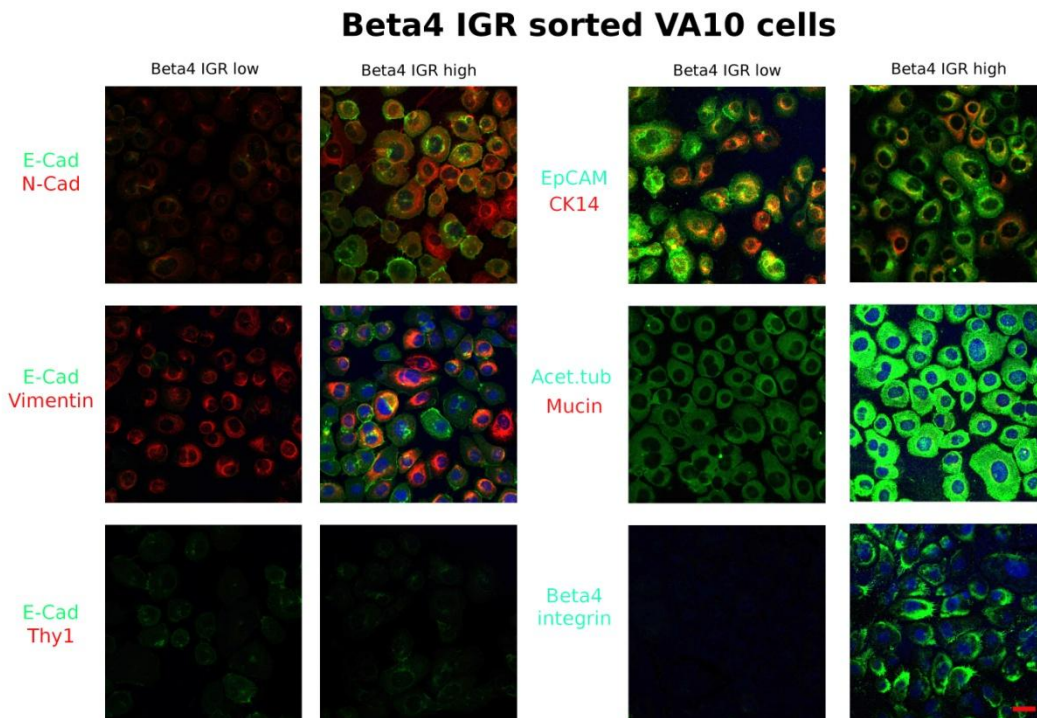 Beta4 IGR sorted VA10 cells
Beta4 IGR low
Beta4 IGR high
Beta4 IGR low
Beta4 IGR high
E-Cad
N-Cad
EpCAM
CK14
E-Cad
Vimentin
Acet.tub
Mucin
E-Cad
Thy1
Beta4
integrin